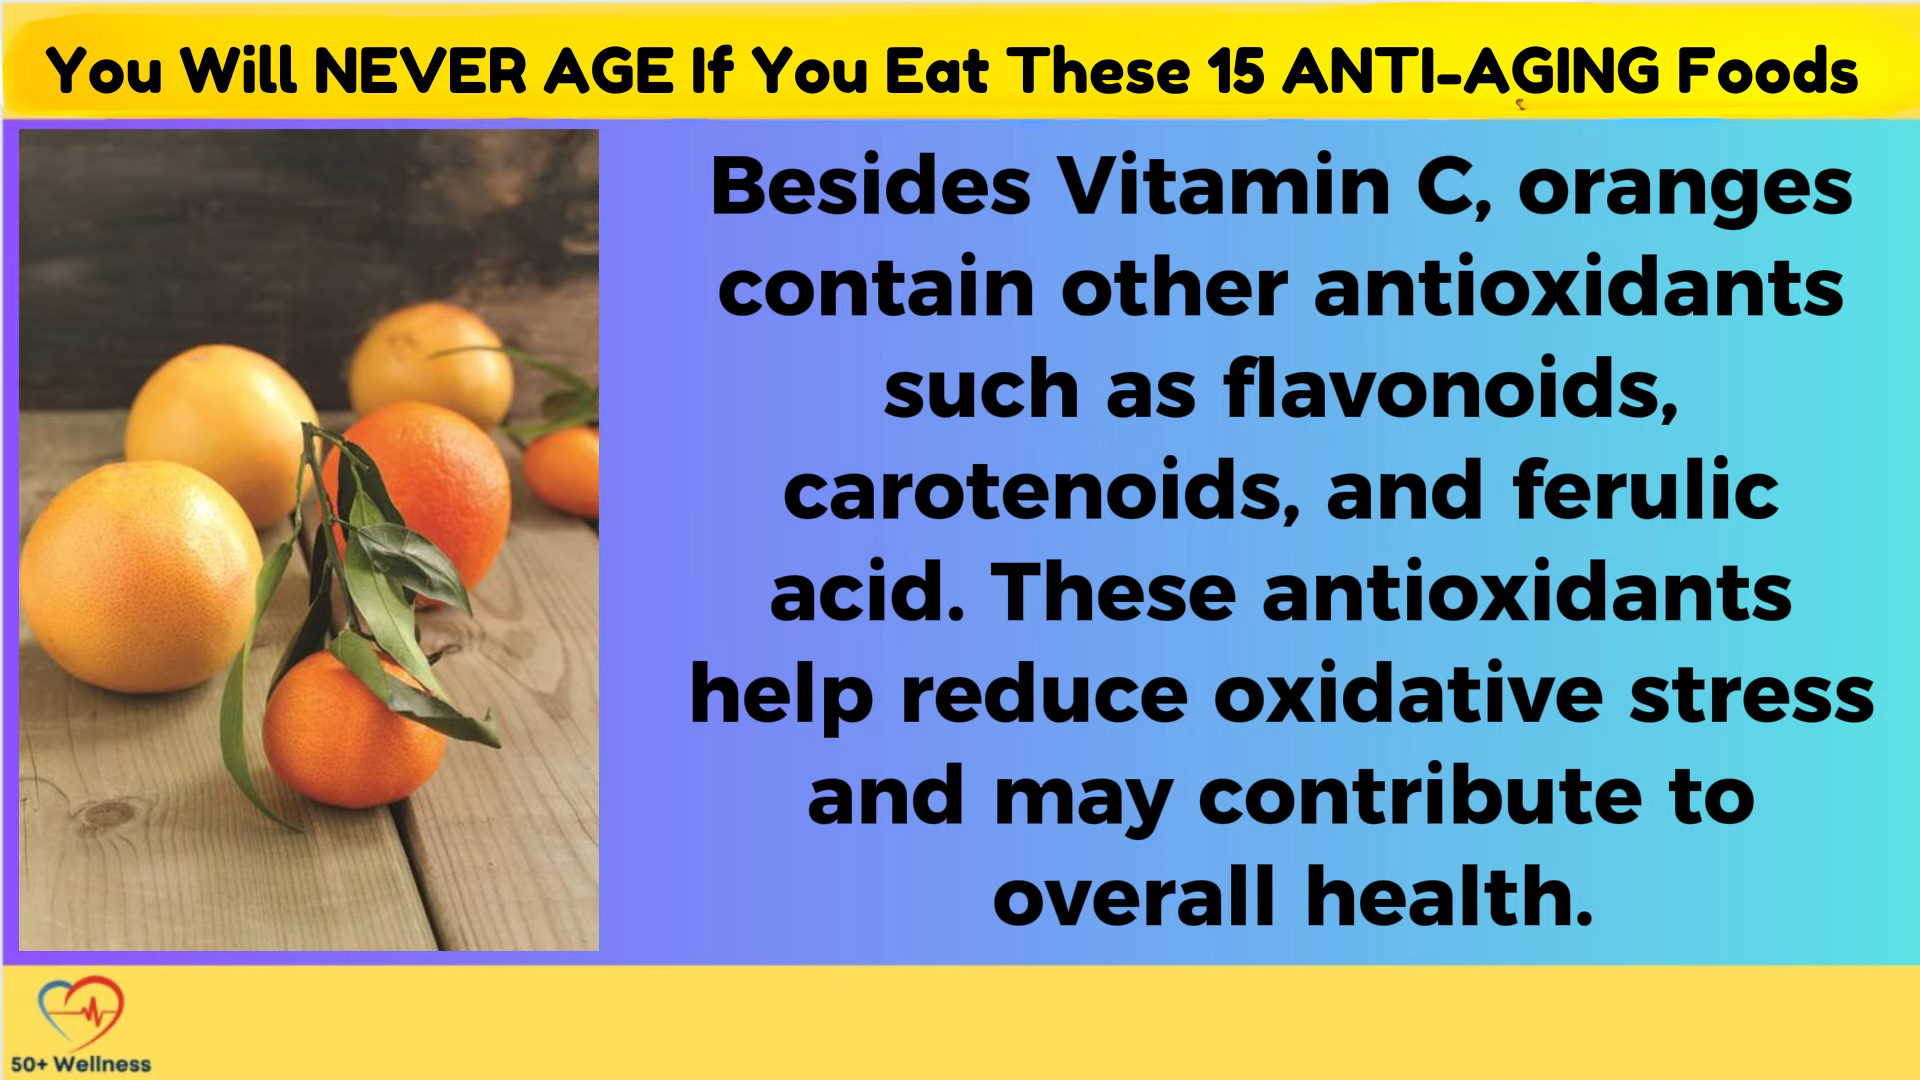 You Will NEVER AGE If You Eat These 15 ANTI-AGING Foods
Besides Vitamin C, oranges
contain other antioxidants
such as flavonoids,
carotenoids, and ferulic
acid. These antioxidants
help reduce oxidative stress
and may contribute to
overall health.
50+ Wellness